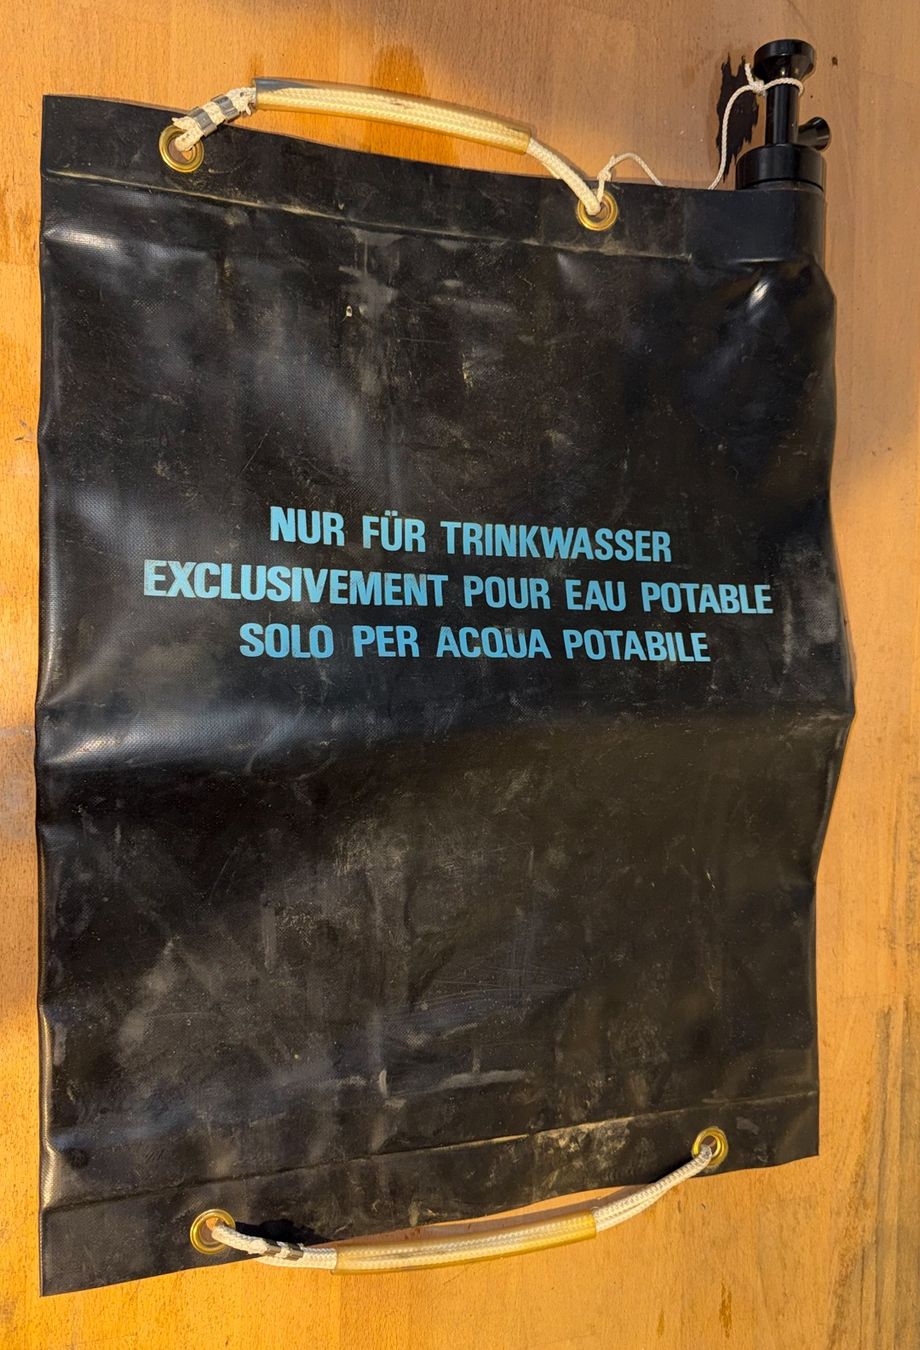 NUR FÜR TRINKWASSER
EXCLUSIVEMENT POUR EAU POTABLE
SOLO PER ACQUA POTABILE